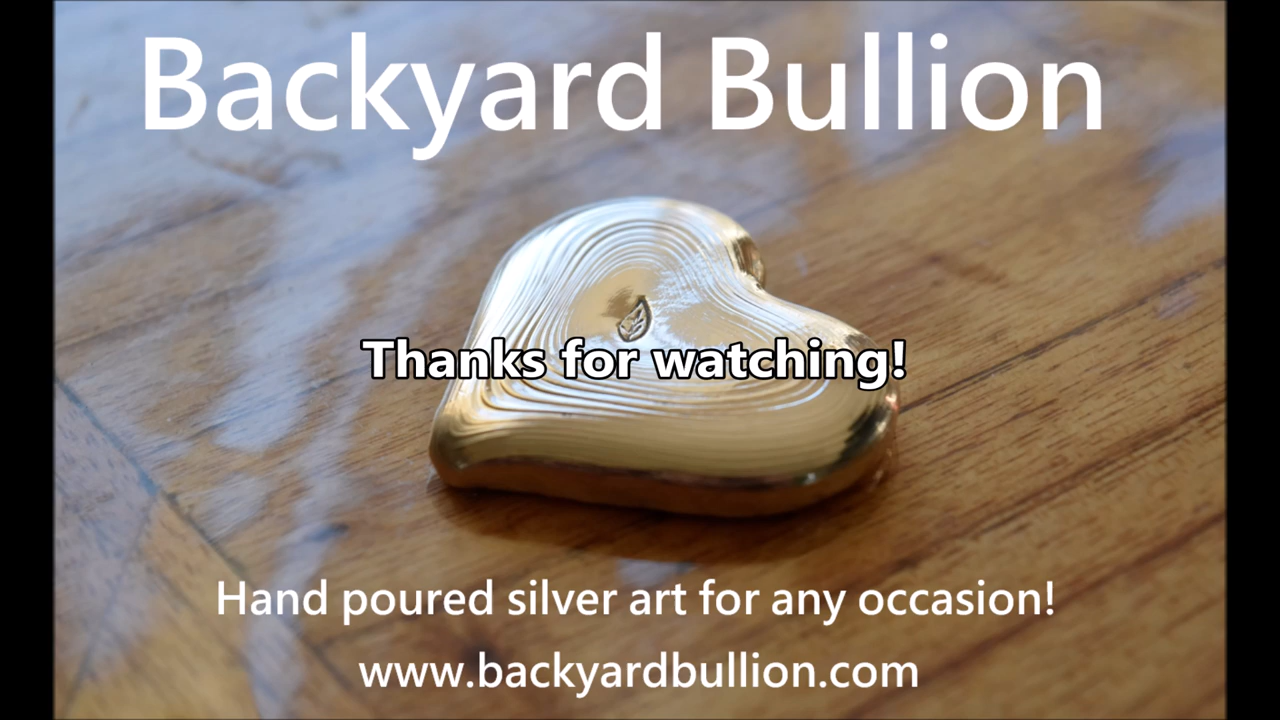 Backyard Bullion
Thanks for watching!
Hand poured silver art for any occasion!
www.backyardbullion.com